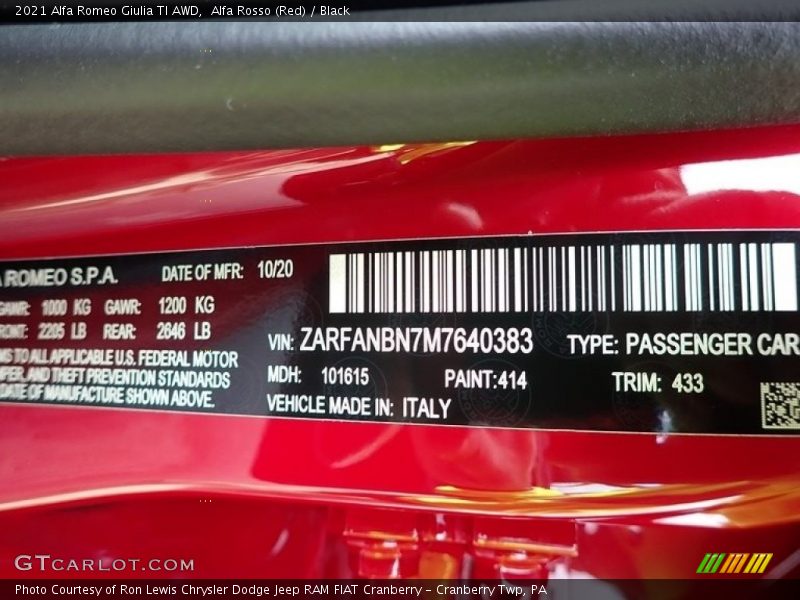 2021 Alfa Romeo Giulia TI AWD, Alfa Rosso (Red) / Black
ROMEO S.P.A. DATE OF MFR: 10/20
GAWR: 1000 KG GAWR: 1200 KG
FRONT: 2205 LB REAR: 2646 LB
TO ALL APPLICABLE U.S. FEDERAL MOTOR
AND THEFT PREVENTION STANDARDS
DATE OF MANUFACTURE SHOWN ABOVE.
VIN: ZARFANBN7M7640383 TYPE: PASSENGER CAR
MDH: 101615 PAINT:414 TRIM: 433
VEHICLE MADE IN: ITALY
GTCARLOT.COM
Photo Courtesy of Ron Lewis Chrysler Dodge Jeep RAM FIAT Cranberry - Cranberry Twp, PA